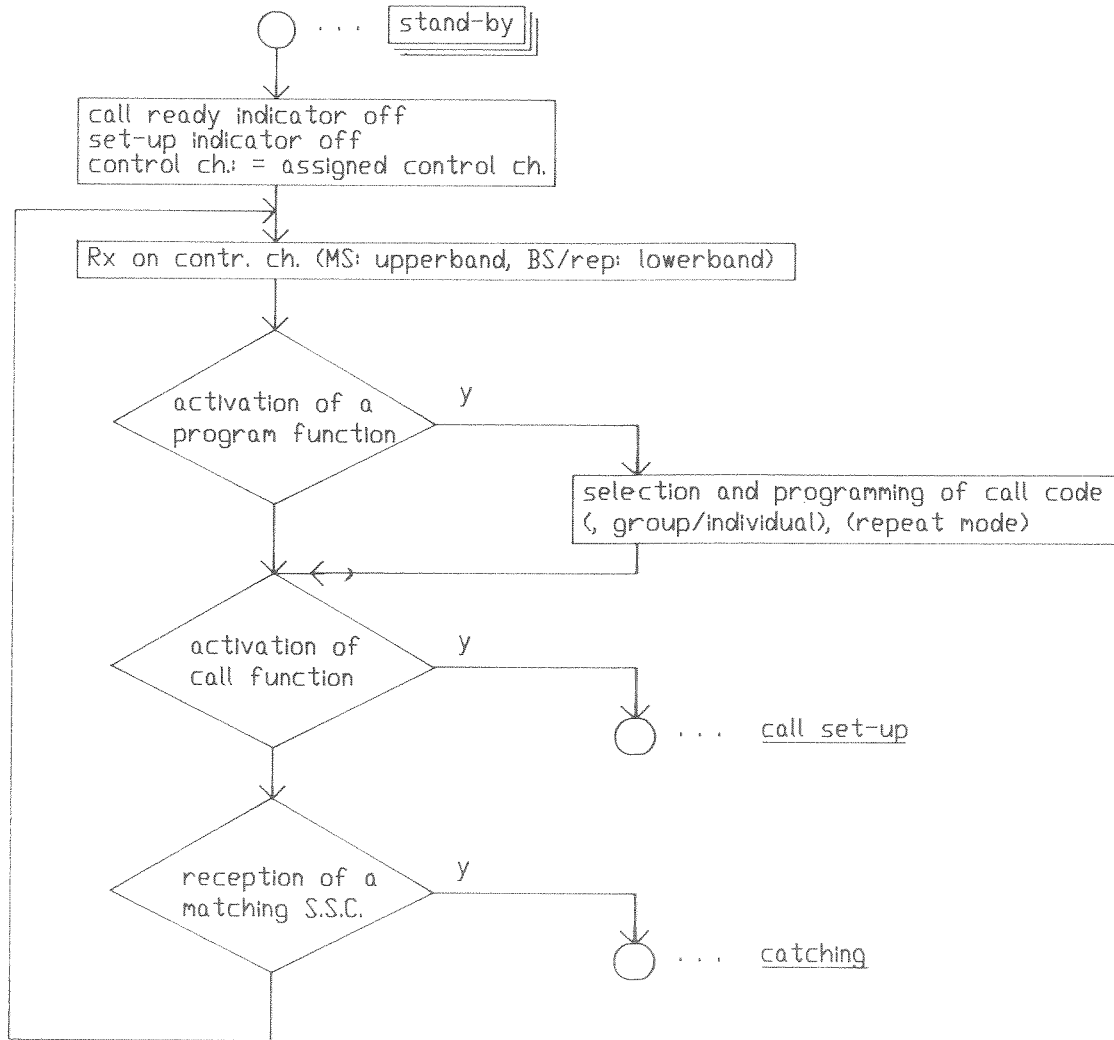 ... stand-by
call ready indicator off
set-up indicator off
control ch.: = assigned control ch.
Rx on contr. ch. (MS: upperband, BS/rep: lowerband)
activation of a
program function
y
selection and programming of call code
(, group/individual), (repeat mode)
activation of
call function
y
... call set-up
reception of a
matching S.S.C.
y
... catching